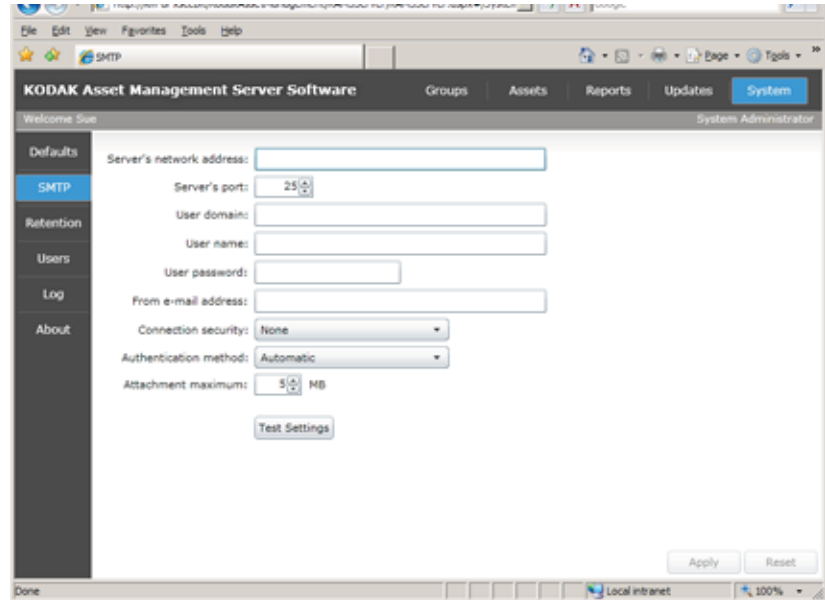 File Edit View Favorites Tools Help
SMTP
Page Tools
KODAK Asset Management Server Software Groups Assets Reports Updates System
Welcome Sue System Administrator
Defaults
SMTP
Retention
Users
Log
About
Server's network address:
Server's port: 25
User domain:
User name:
User password:
From e-mail address:
Connection security: None
Authentication method: Automatic
Attachment maximum: 5 MB
Test Settings
Apply Reset
Done Local intranet 100%